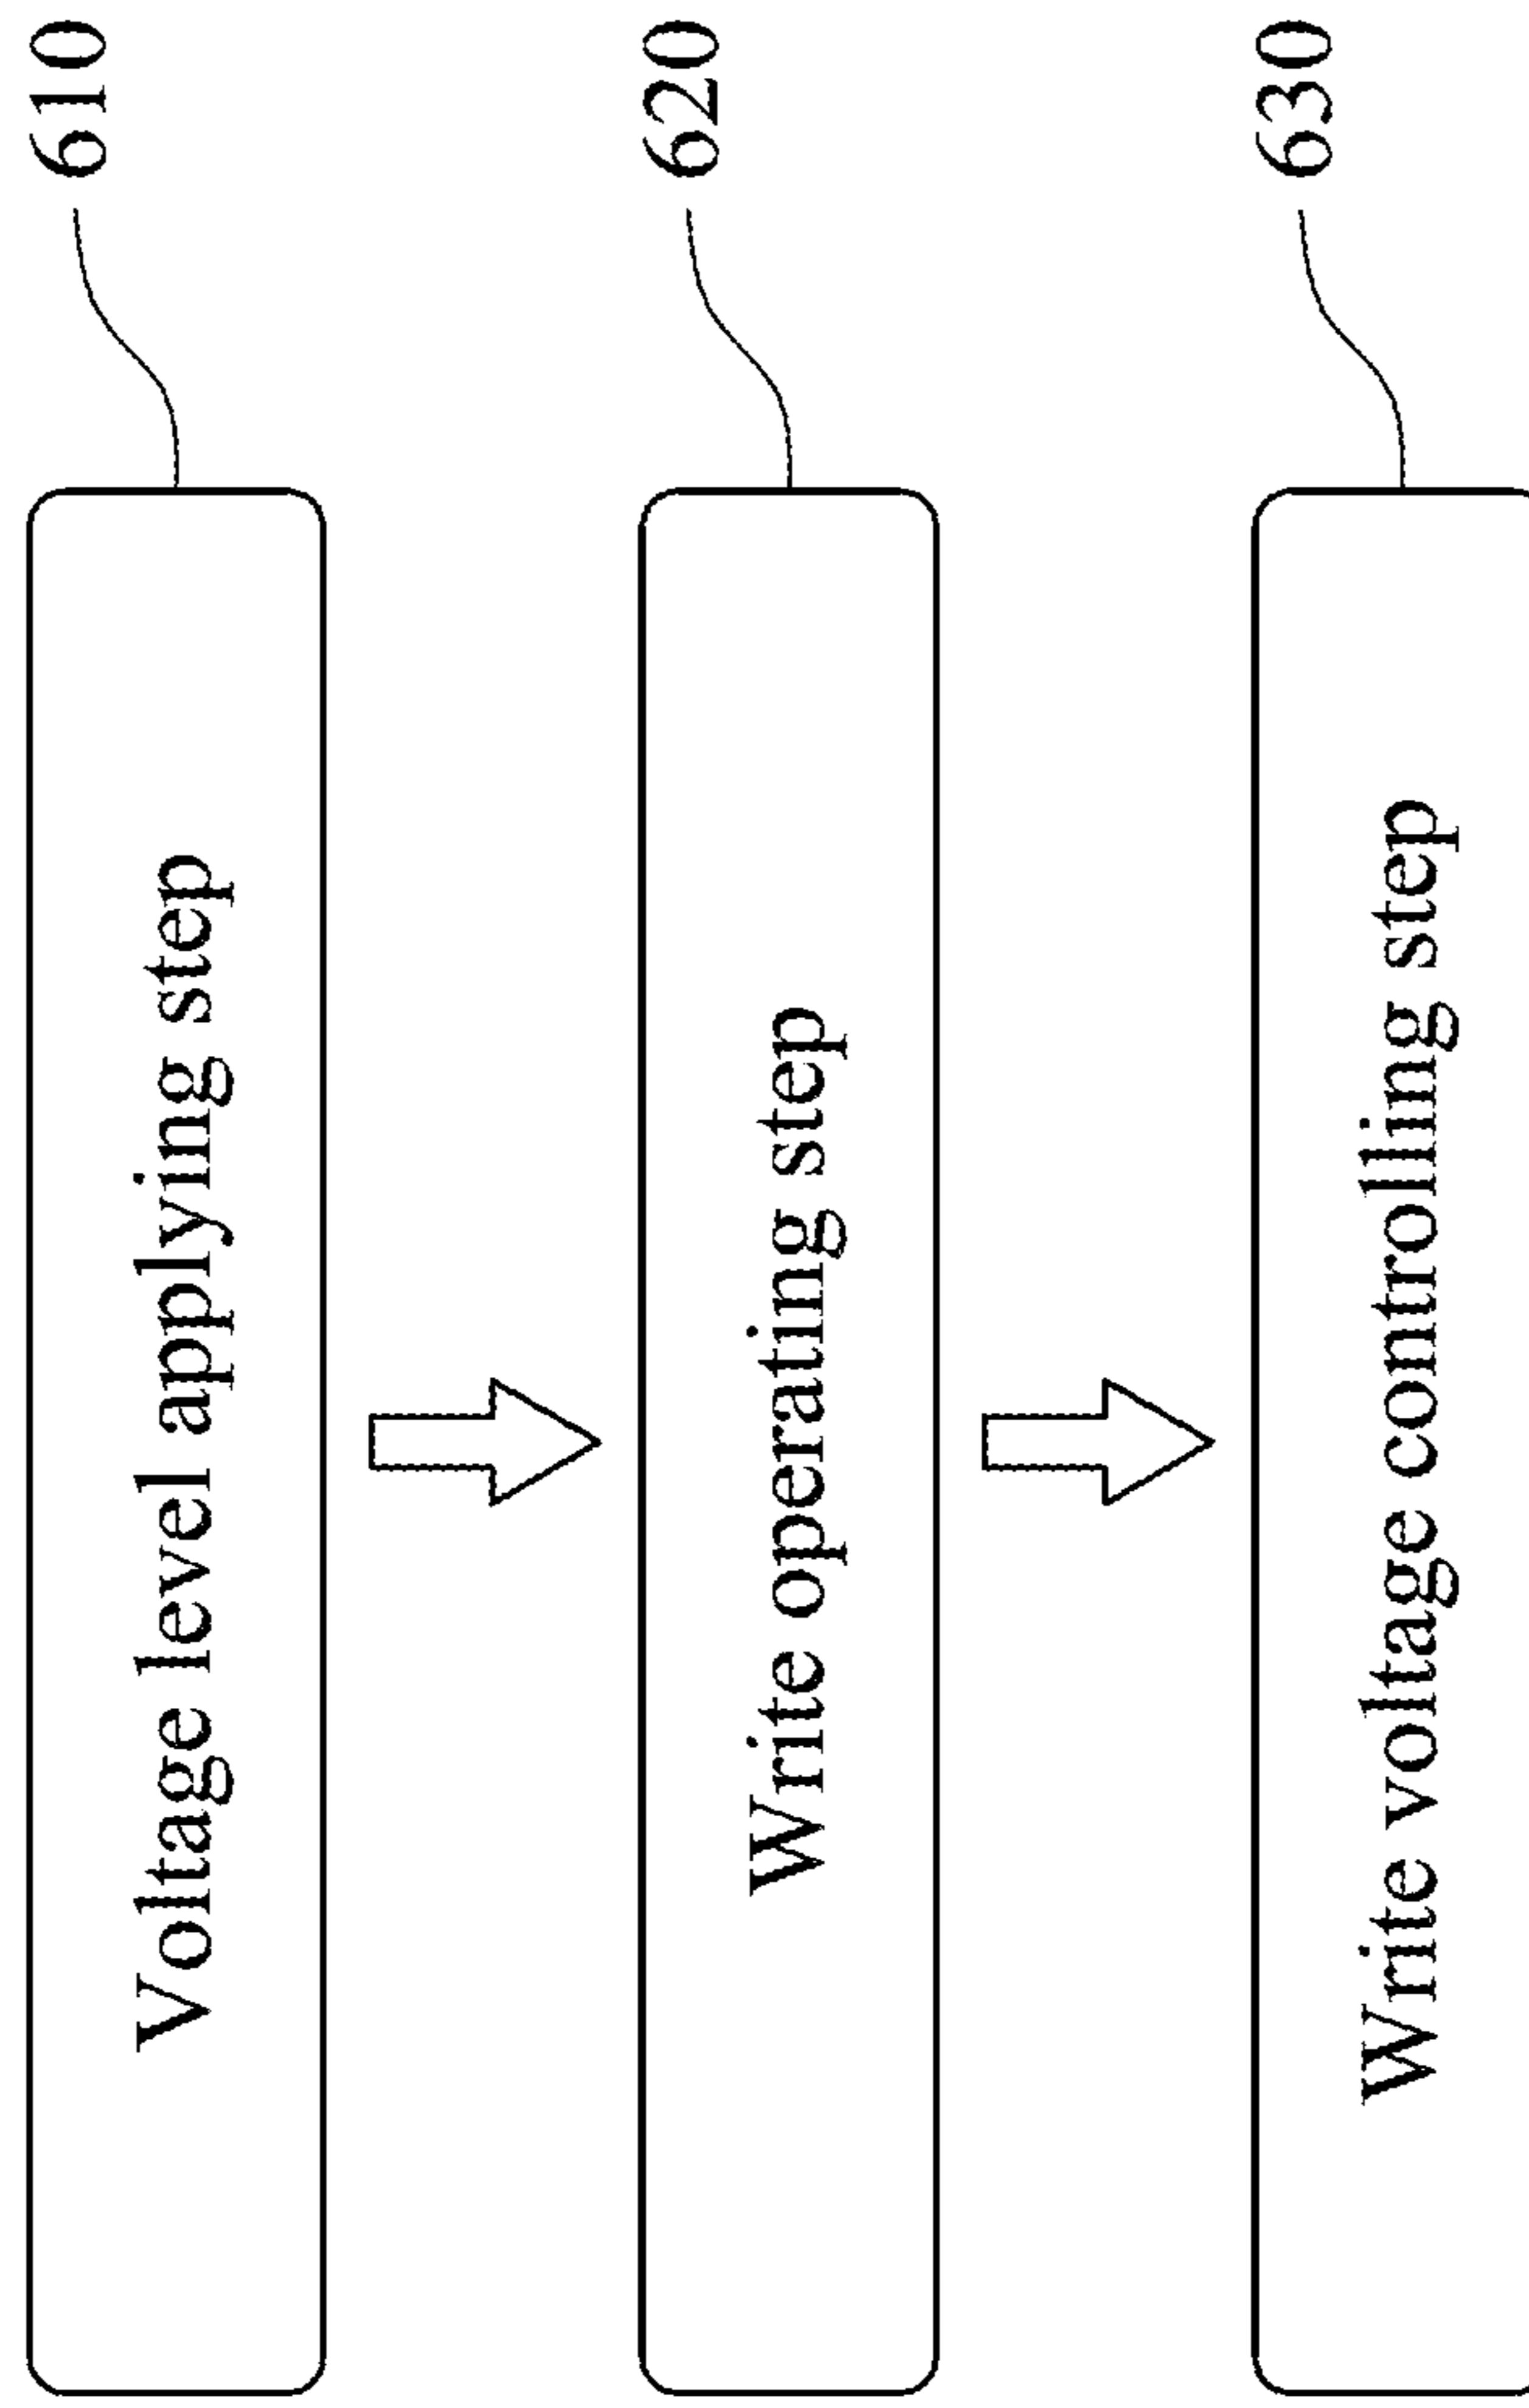 Voltage level applying step
610
Write operating step
620
Write voltage controlling step
630